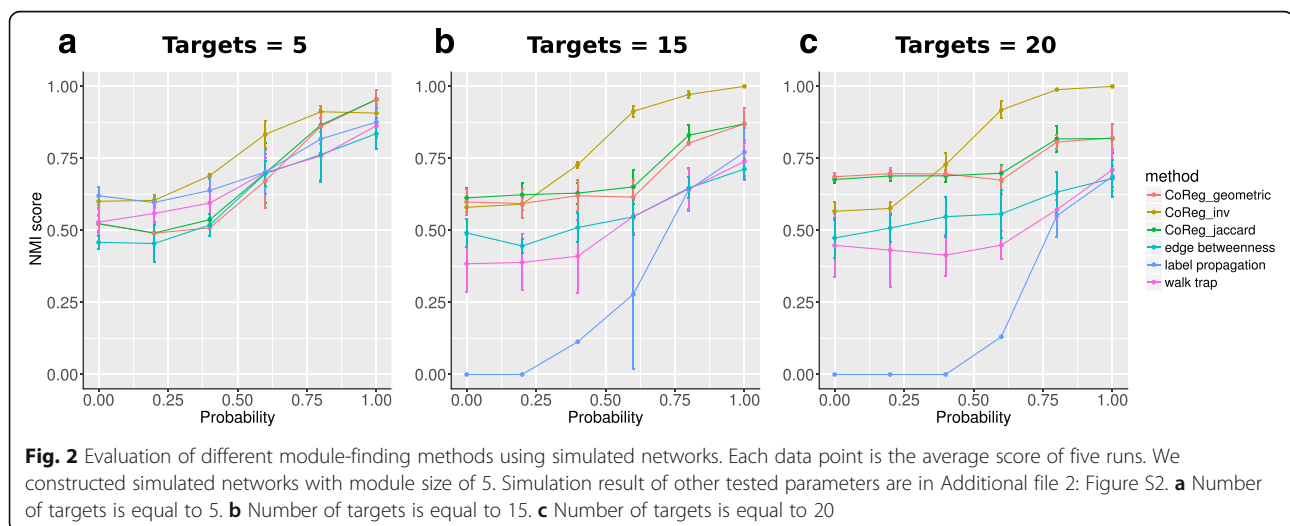 a Targets = 5
b Targets = 15
c Targets = 20
NMI score
1.00
0.75
0.50
0.25
0.00
0.00 0.25 0.50 0.75 1.00
Probability
1.00
0.75
0.50
0.25
0.00
0.00 0.25 0.50 0.75 1.00
Probability
1.00
0.75
0.50
0.25
0.00
0.00 0.25 0.50 0.75 1.00
Probability
method
CoReg_geometric
CoReg_inv
CoReg_jaccard
edge betweenness
label propagation
walk trap
Fig. 2 Evaluation of different module-finding methods using simulated networks. Each data point is the average score of five runs. We
constructed simulated networks with module size of 5. Simulation result of other tested parameters are in Additional file 2: Figure S2. a Number
of targets is equal to 5. b Number of targets is equal to 15. c Number of targets is equal to 20